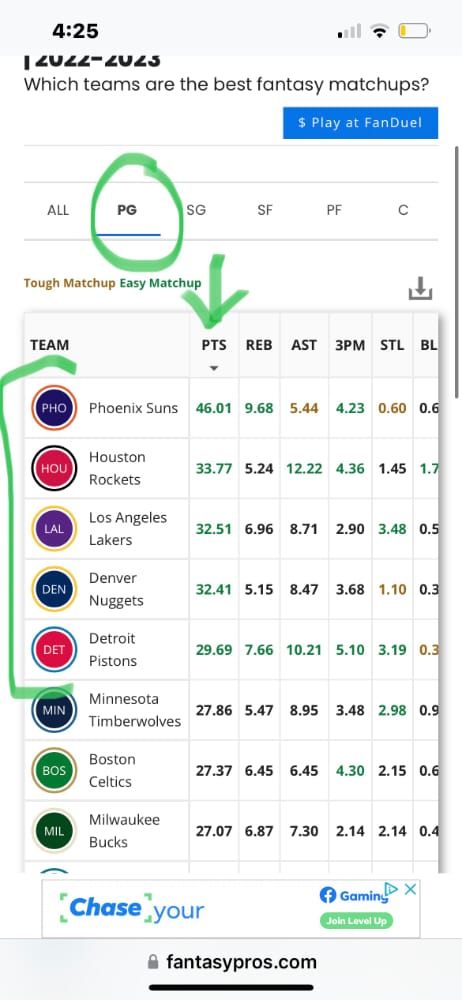 4:25
| 2022-2023
Which teams are the best fantasy matchups?
$ Play at FanDuel
ALL PG SG SF PF C
Tough Matchup Easy Matchup
TEAM PTS REB AST 3PM STL BL
PHO Phoenix Suns 46.01 9.68 5.44 4.23 0.60 0.6
HOU Houston Rockets 33.77 5.24 12.22 4.36 1.45 1.7
LAL Los Angeles Lakers 32.51 6.96 8.71 2.90 3.48 0.5
DEN Denver Nuggets 32.41 5.15 8.47 3.68 1.10 0.3
DET Detroit Pistons 29.69 7.66 10.21 5.10 3.19 0.3
MIN Minnesota Timberwolves 27.86 5.47 8.95 3.48 2.98 0.9
BOS Boston Celtics 27.37 6.45 6.45 4.30 2.15 0.6
MIL Milwaukee Bucks 27.07 6.87 7.30 2.14 2.14 0.4
[Chase]your
Gaming
Join Level Up
fantasypros.com